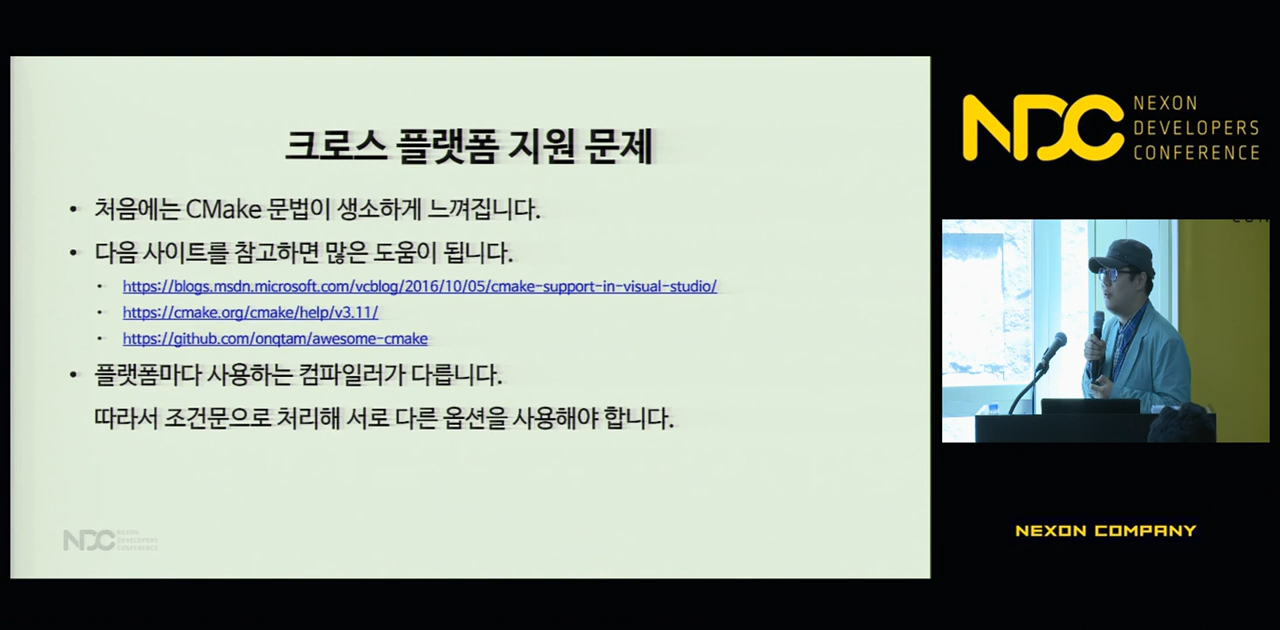 크로스 플랫폼 지원 문제
• 처음에는 CMake 문법이 생소하게 느껴집니다.
• 다음 사이트를 참고하면 많은 도움이 됩니다.
• https://blogs.msdn.microsoft.com/vcblog/2016/10/05/cmake-support-in-visual-studio/
• https://cmake.org/cmake/help/v3.11/
• https://github.com/onqtam/awesome-cmake
• 플랫폼마다 사용하는 컴파일러가 다릅니다.
따라서 조건문으로 처리해 서로 다른 옵션을 사용해야 합니다.
NDC NEXON
DEVELOPERS
CONFERENCE
NDC NEXON
DEVELOPERS
CONFERENCE
NEXON COMPANY